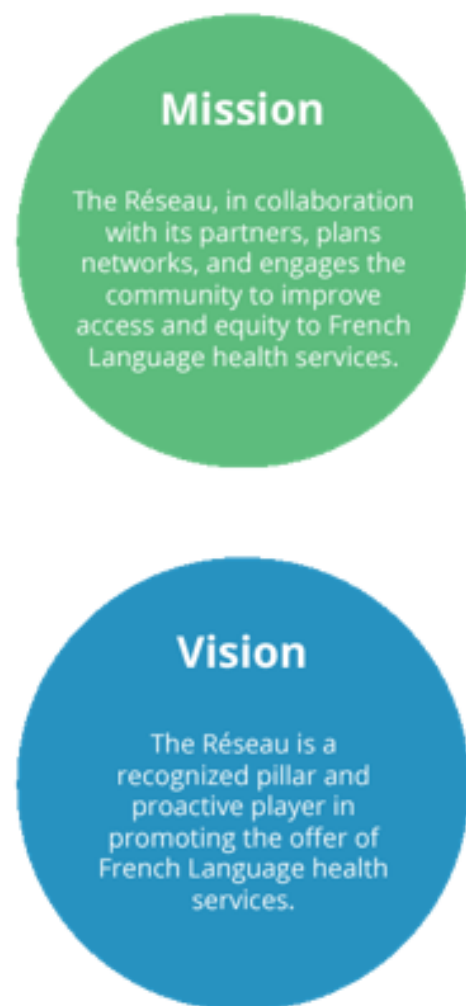 Mission
The Réseau, in collaboration
with its partners, plans
networks, and engages the
community to improve
access and equity to French
Language health services.
Vision
The Réseau is a
recognized pillar and
proactive player in
promoting the offer of
French Language health
services.